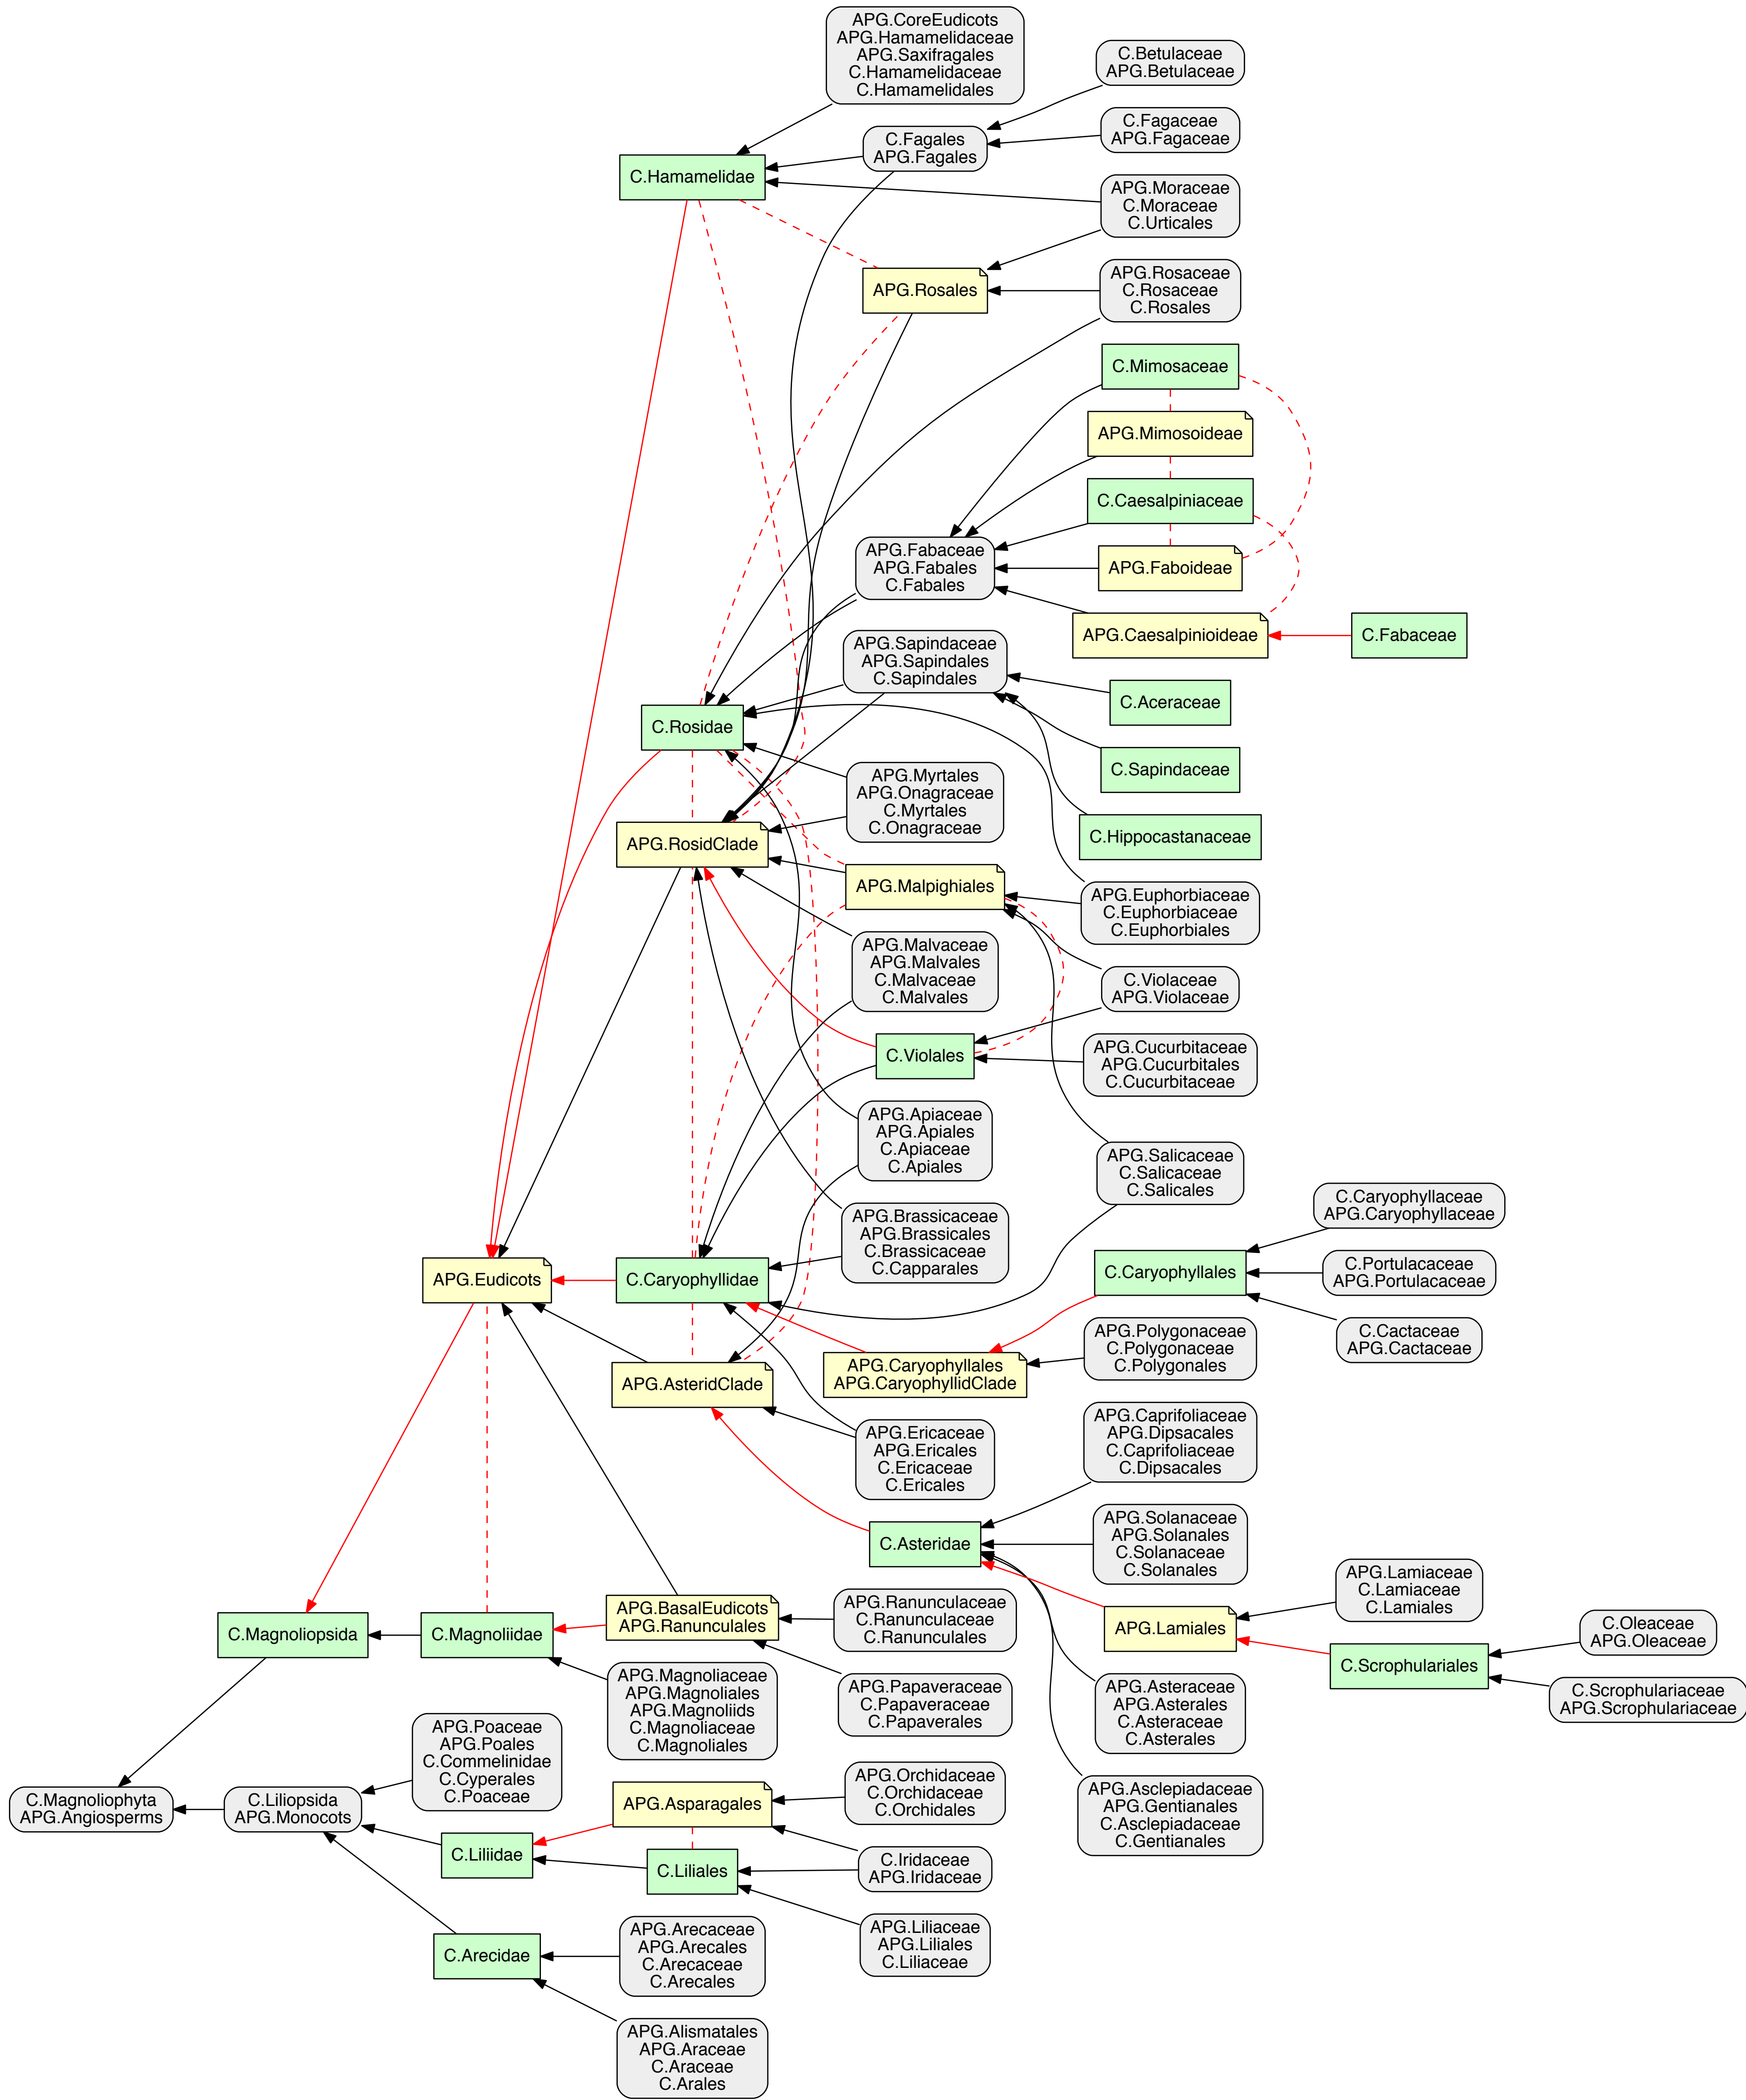 APG.CoreEudicots
APG.Hamamelidaceae
APG.Saxifragales
C.Hamamelidaceae
C.Hamamelidales
C.Betulaceae
APG.Betulaceae
C.Fagaceae
APG.Fagaceae
C.Fagales
APG.Fagales
C.Hamamelidae
APG.Moraceae
C.Moraceae
C.Urticales
APG.Rosales
APG.Rosaceae
C.Rosaceae
C.Rosales
C.Mimosaceae
APG.Mimosoideae
C.Caesalpiniaceae
APG.Fabaceae
APG.Fabales
C.Fabales
APG.Faboideae
APG.Caesalpinioideae
C.Fabaceae
APG.Sapindaceae
APG.Sapindales
C.Sapindales
C.Aceraceae
C.Rosidae
C.Sapindaceae
APG.Myrtales
APG.Onagraceae
C.Myrtales
C.Onagraceae
C.Hippocastanaceae
APG.RosidClade
APG.Malpighiales
APG.Euphorbiaceae
C.Euphorbiaceae
C.Euphorbiales
APG.Malvaceae
APG.Malvales
C.Malvaceae
C.Malvales
C.Violaceae
APG.Violaceae
C.Violales
APG.Cucurbitaceae
APG.Cucurbitales
C.Cucurbitaceae
APG.Apiaceae
APG.Apiales
C.Apiaceae
C.Apiales
APG.Salicaceae
C.Salicaceae
C.Salicales
C.Caryophyllaceae
APG.Caryophyllaceae
APG.Brassicaceae
APG.Brassicales
C.Brassicaceae
C.Capparales
APG.Eudicots
C.Caryophyllidae
C.Caryophyllales
C.Portulacaceae
APG.Portulacaceae
C.Cactaceae
APG.Cactaceae
APG.Polygonaceae
C.Polygonaceae
C.Polygonales
APG.AsteridClade
APG.Caryophyllales
APG.CaryophyllidClade
APG.Caprifoliaceae
APG.Dipsacales
C.Caprifoliaceae
C.Dipsacales
APG.Ericaceae
APG.Ericales
C.Ericaceae
C.Ericales
C.Asteridae
APG.Solanaceae
APG.Solanales
C.Solanaceae
C.Solanales
APG.Lamiaceae
C.Lamiaceae
C.Lamiales
C.Magnoliopsida
C.Magnoliidae
APG.BasalEudicots
APG.Ranunculales
APG.Ranunculaceae
C.Ranunculaceae
C.Ranunculales
APG.Lamiales
C.Oleaceae
APG.Oleaceae
C.Scrophulariales
C.Scrophulariaceae
APG.Scrophulariaceae
APG.Magnoliaceae
APG.Magnoliales
APG.Magnoliids
C.Magnoliaceae
C.Magnoliales
APG.Papaveraceae
C.Papaveraceae
C.Papaverales
APG.Asteraceae
APG.Asterales
C.Asteraceae
C.Asterales
APG.Poaceae
APG.Poales
C.Commelinidae
C.Cyperales
C.Poaceae
C.Magnoliophyta
APG.Angiosperms
C.Liliopsida
APG.Monocots
APG.Asparagales
APG.Orchidaceae
C.Orchidaceae
C.Orchidales
APG.Asclepiadaceae
APG.Gentianales
C.Asclepiadaceae
C.Gentianales
C.Liliidae
C.Liliales
C.Iridaceae
APG.Iridaceae
APG.Liliaceae
APG.Liliales
C.Liliaceae
C.Arecidae
APG.Arecaceae
APG.Arecales
C.Arecaceae
C.Arecales
APG.Alismatales
APG.Araceae
C.Araceae
C.Arales